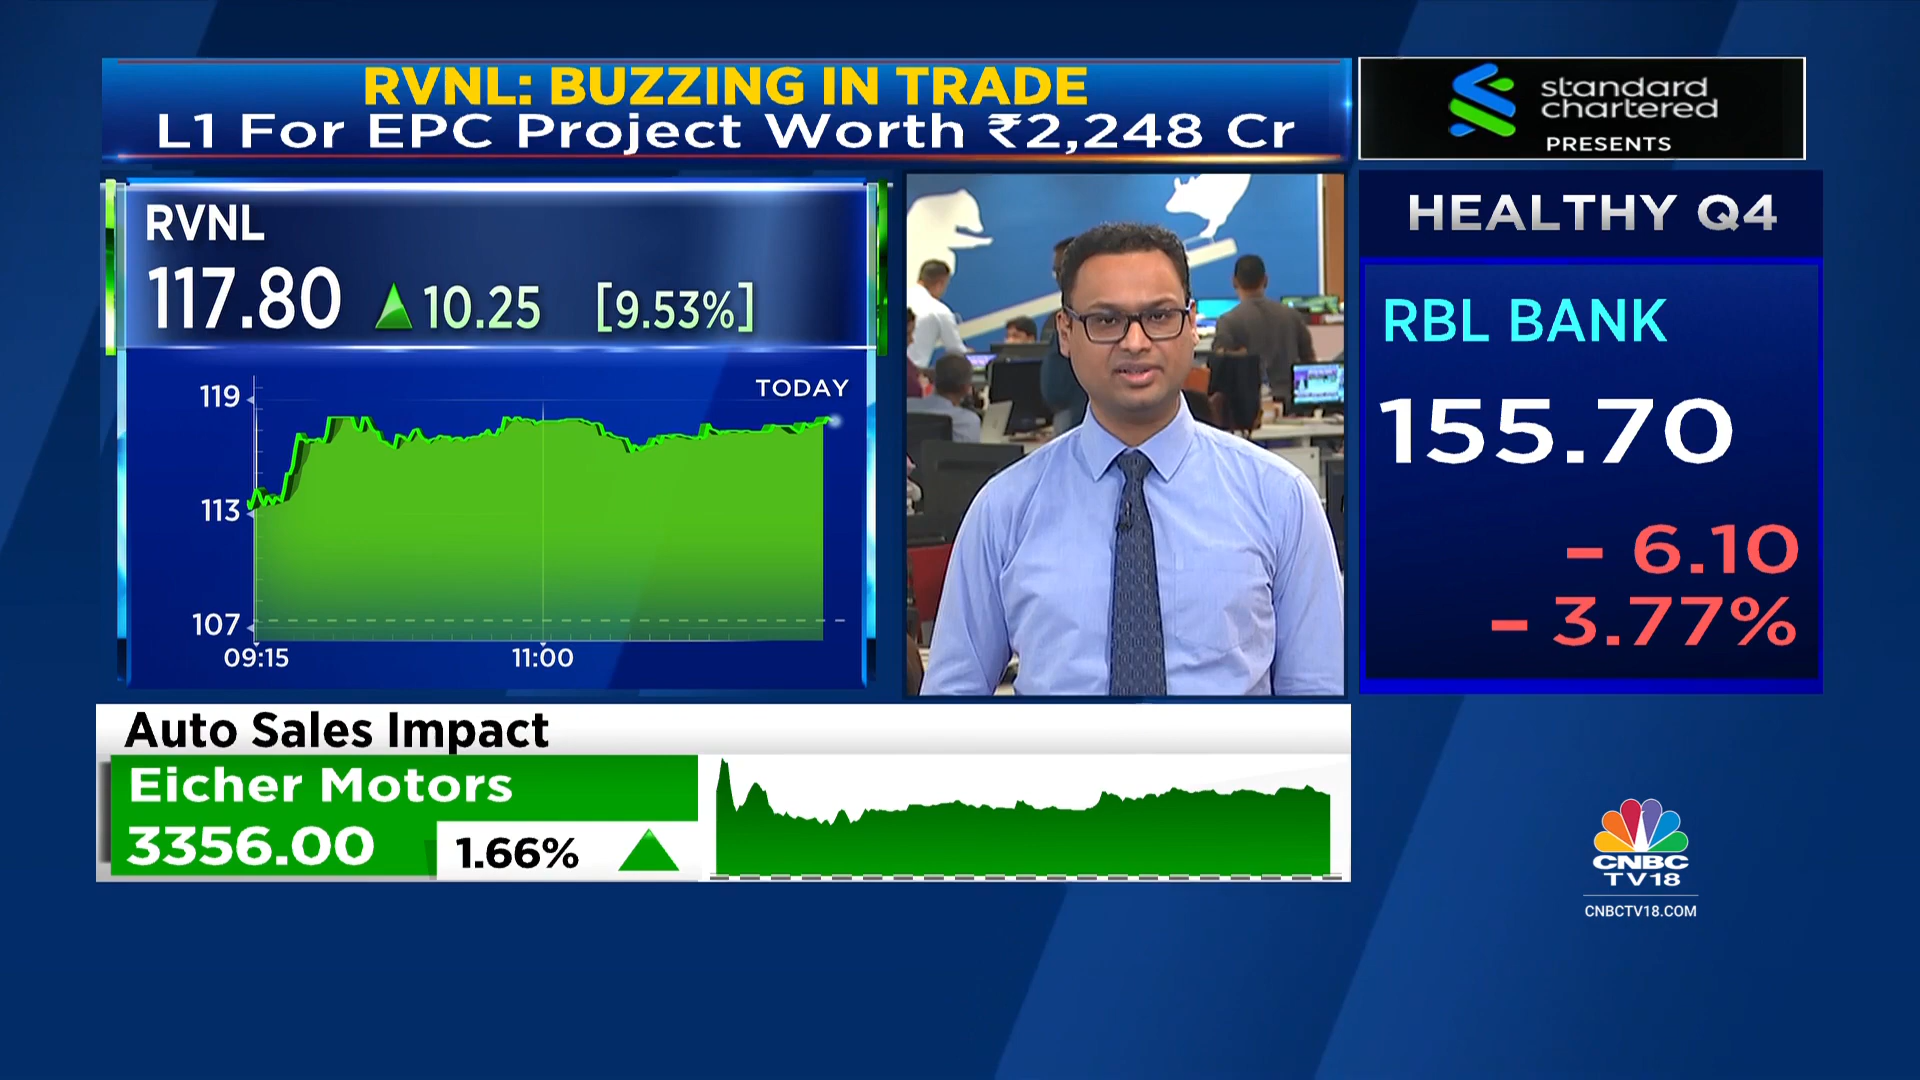 RVNL: BUZZING IN TRADE
L1 For EPC Project Worth ₹2,248 Cr
standard
chartered
PRESENTS
RVNL
117.80 ▲ 10.25 [9.53%]
TODAY
119
113
107
09:15 11:00
HEALTHY Q4
RBL BANK
155.70
- 6.10
- 3.77%
Auto Sales Impact
Eicher Motors
3356.00 1.66% ▲
CNBC
TV18
CNBCTV18.COM